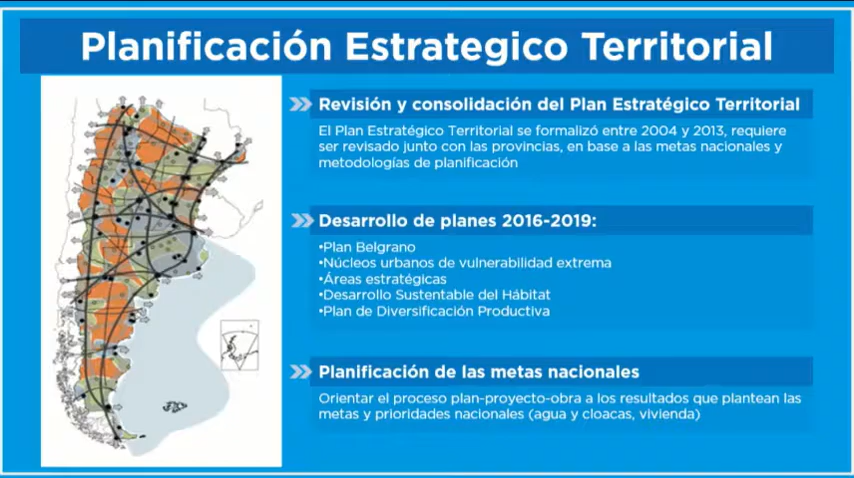 Planificación Estrategico Territorial
Revisión y consolidación del Plan Estratégico Territorial
El Plan Estratégico Territorial se formalizó entre 2004 y 2013, requiere
ser revisado junto con las provincias, en base a las metas nacionales y
metodologías de planificación
Desarrollo de planes 2016-2019:
•Plan Belgrano
•Núcleos urbanos de vulnerabilidad extrema
•Áreas estratégicas
•Desarrollo Sustentable del Hábitat
•Plan de Diversificación Productiva
Planificación de las metas nacionales
Orientar el proceso plan-proyecto-obra a los resultados que plantean las
metas y prioridades nacionales (agua y cloacas, vivienda)